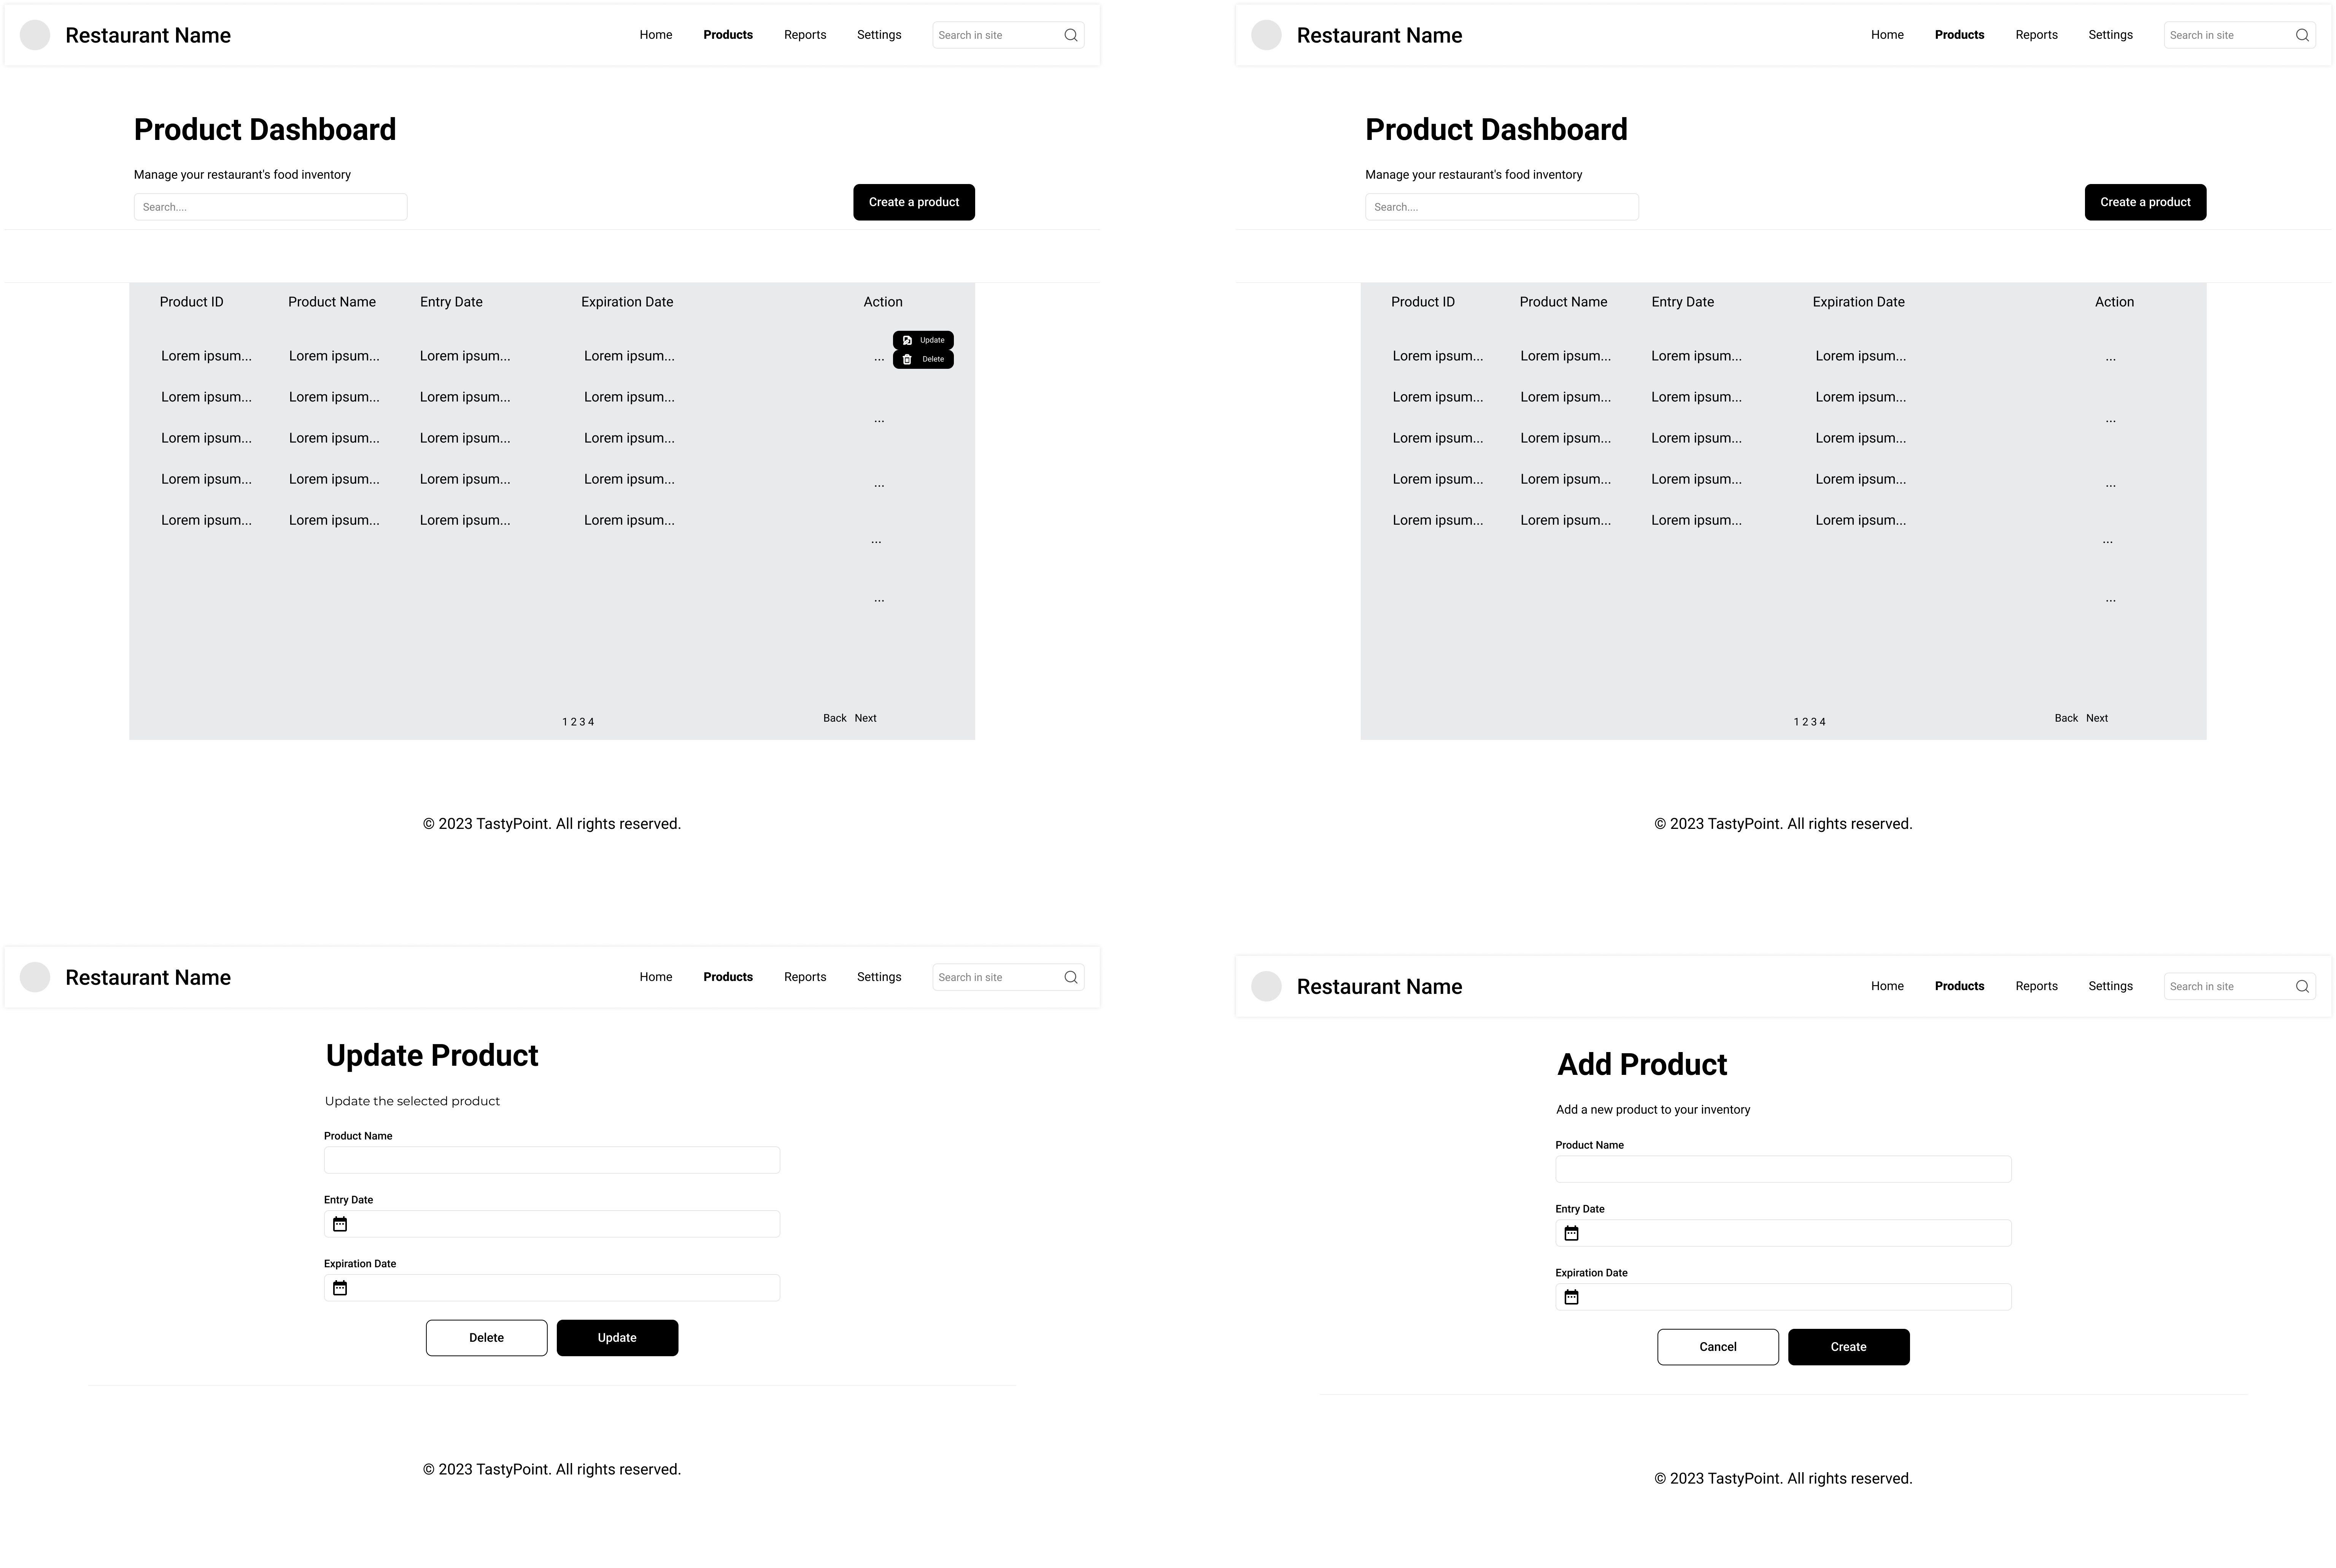 Restaurant Name Home Products Reports Settings Search in site
Product Dashboard
Manage your restaurant's food inventory
Search....
Create a product
Product ID Product Name Entry Date Expiration Date Action
Update
Lorem ipsum... Lorem ipsum... Lorem ipsum... Lorem ipsum... ... Delete
Lorem ipsum... Lorem ipsum... Lorem ipsum... Lorem ipsum...
...
Lorem ipsum... Lorem ipsum... Lorem ipsum... Lorem ipsum...
Lorem ipsum... Lorem ipsum... Lorem ipsum... Lorem ipsum... ...
Lorem ipsum... Lorem ipsum... Lorem ipsum... Lorem ipsum...
...
...
1 2 3 4 Back Next
© 2023 TastyPoint. All rights reserved.
Restaurant Name Home Products Reports Settings Search in site
Product Dashboard
Manage your restaurant's food inventory
Search....
Create a product
Product ID Product Name Entry Date Expiration Date Action
Lorem ipsum... Lorem ipsum... Lorem ipsum... Lorem ipsum... ...
Lorem ipsum... Lorem ipsum... Lorem ipsum... Lorem ipsum...
...
Lorem ipsum... Lorem ipsum... Lorem ipsum... Lorem ipsum...
Lorem ipsum... Lorem ipsum... Lorem ipsum... Lorem ipsum... ...
Lorem ipsum... Lorem ipsum... Lorem ipsum... Lorem ipsum...
...
...
1 2 3 4 Back Next
© 2023 TastyPoint. All rights reserved.
Restaurant Name Home Products Reports Settings Search in site
Update Product
Update the selected product
Product Name
Entry Date
Expiration Date
Delete Update
© 2023 TastyPoint. All rights reserved.
Restaurant Name Home Products Reports Settings Search in site
Add Product
Add a new product to your inventory
Product Name
Entry Date
Expiration Date
Cancel Create
© 2023 TastyPoint. All rights reserved.